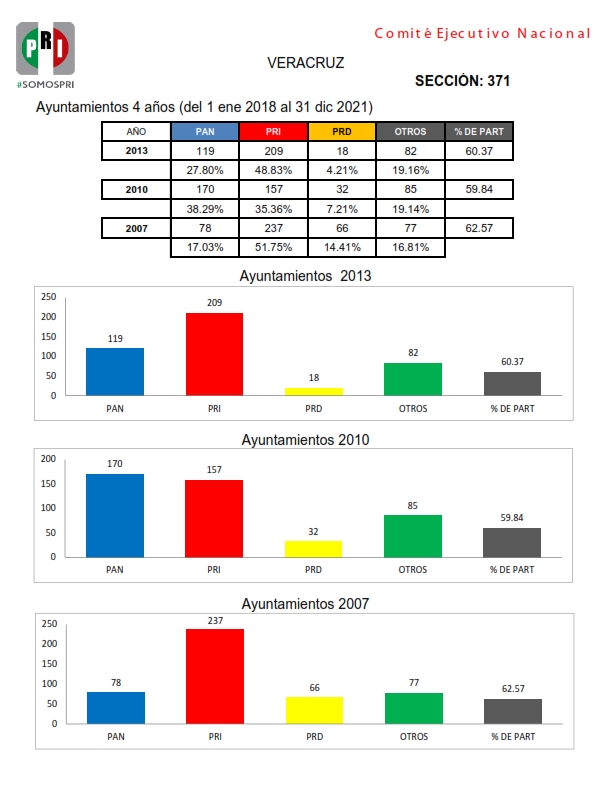 Comité Ejecutivo Nacional
PRI
#SOMOSPRI
VERACRUZ
SECCIÓN: 371
Ayuntamientos 4 años (del 1 ene 2018 al 31 dic 2021)
AÑO PAN PRI PRD OTROS % DE PART
2013 119 209 18 82 60.37
27.80% 48.83% 4.21% 19.16%
2010 170 157 32 85 59.84
38.29% 35.36% 7.21% 19.14%
2007 78 237 66 77 62.57
17.03% 51.75% 14.41% 16.81%
Ayuntamientos 2013
250
200
150
100
50
0
119 209 18 82 60.37
PAN PRI PRD OTROS % DE PART
Ayuntamientos 2010
200
150
100
50
0
170 157 32 85 59.84
PAN PRI PRD OTROS % DE PART
Ayuntamientos 2007
250
200
150
100
50
0
78 237 66 77 62.57
PAN PRI PRD OTROS % DE PART